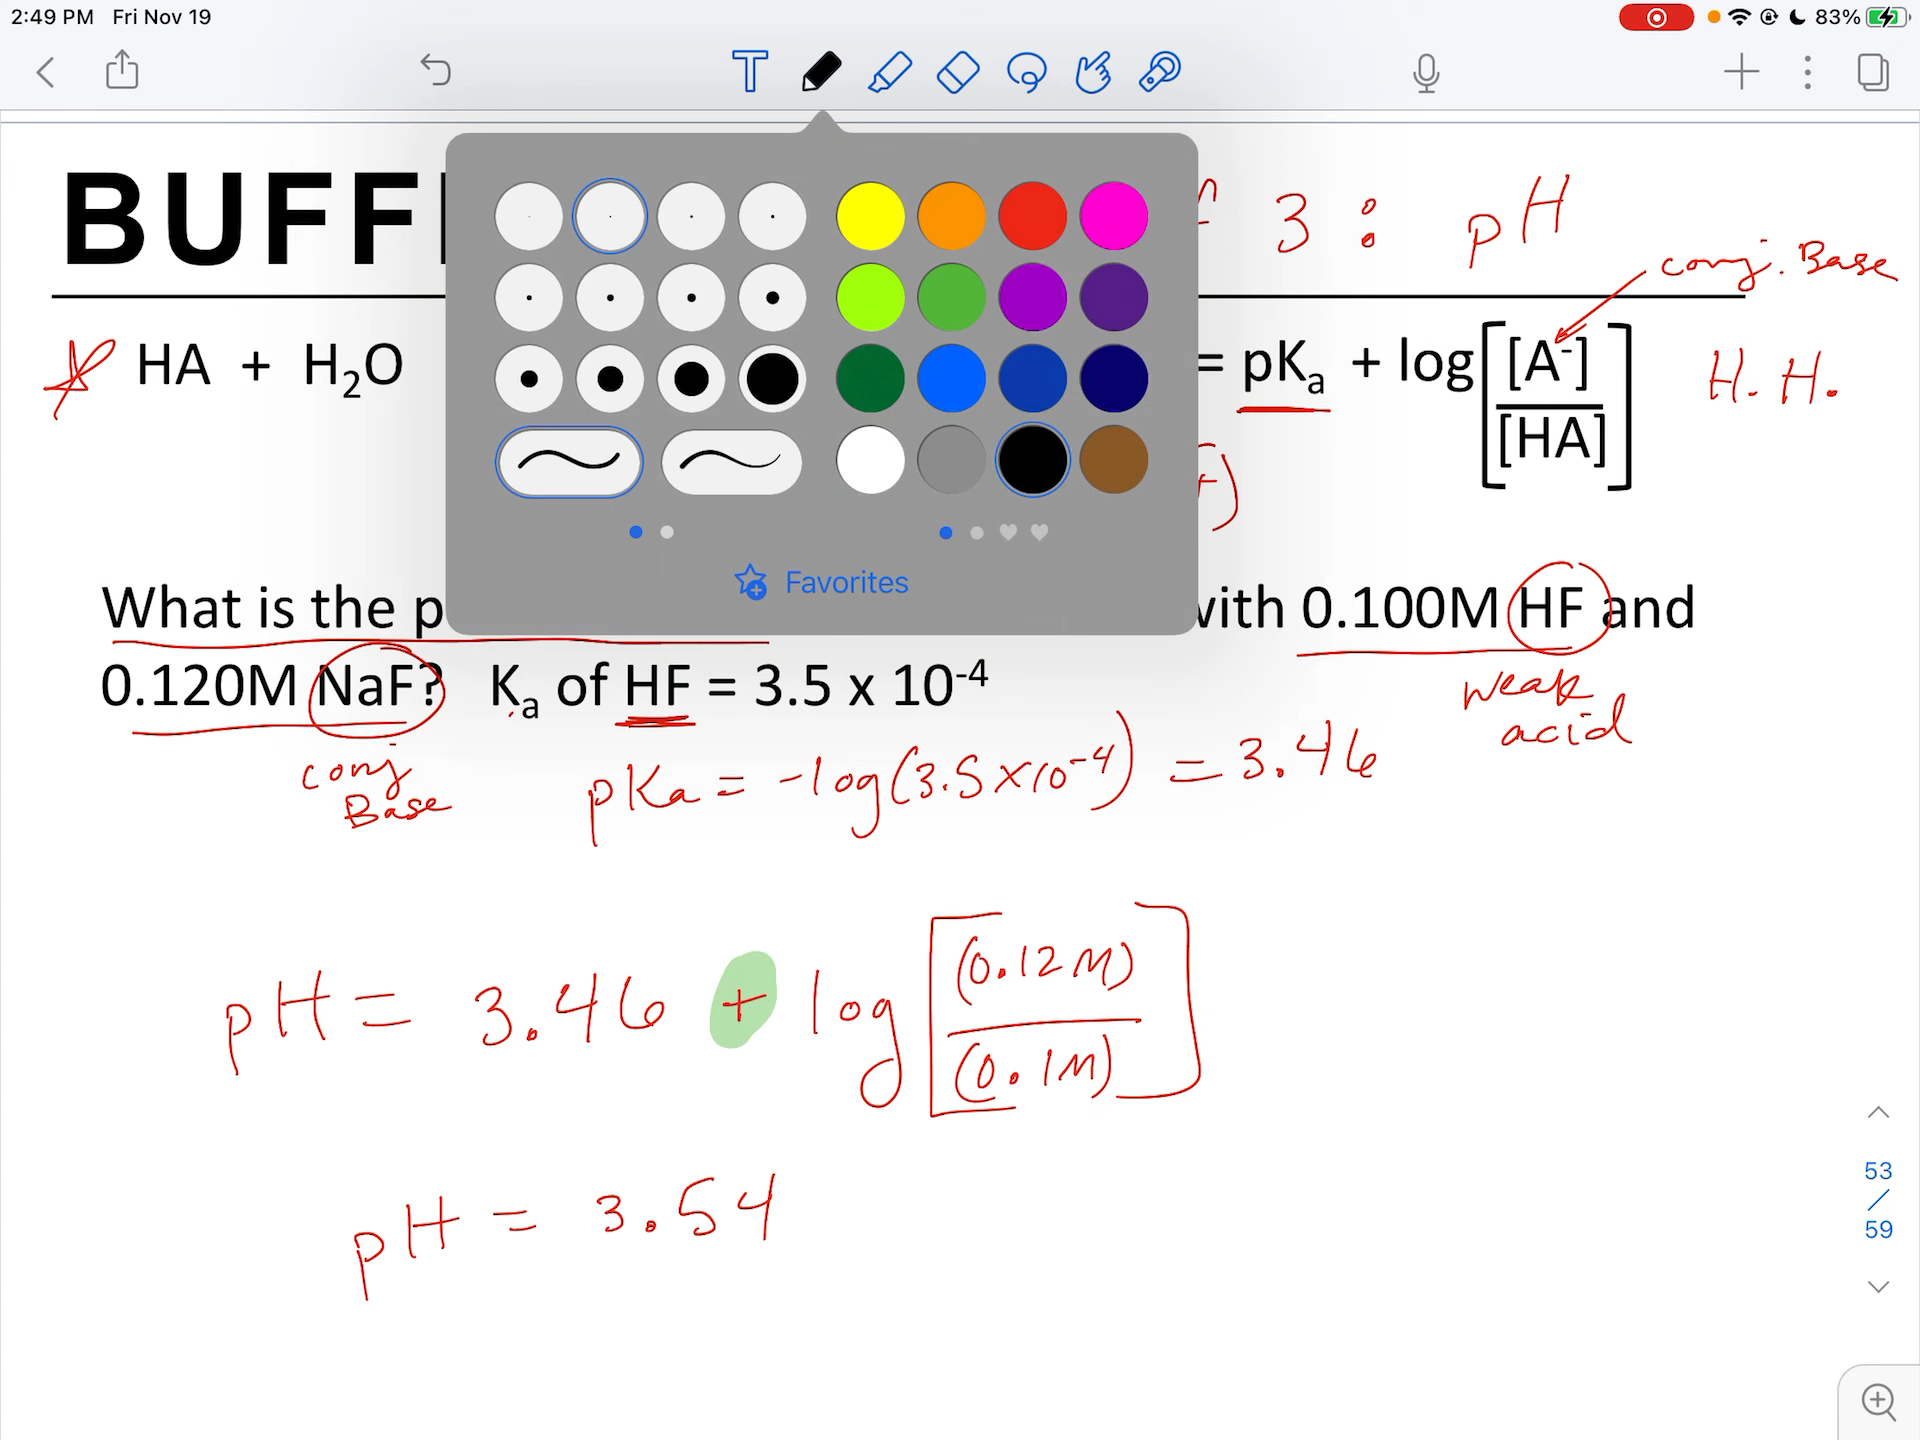 2:49 PM Fri Nov 19 83%
T
BUFF
3 : pH
conj. Base
HA + H₂O = pKₐ + log [[A⁻] / [HA]] H.H.
Favorites
What is the p with 0.100M HF and
0.120M NaF? Kₐ of HF = 3.5 x 10⁻⁴
weak
acid
conj
Base
pKa = -log(3.5x10⁻⁴) = 3.46
pH = 3.46 + log [(0.12M) / (0.1M)]
pH = 3.54
53
/
59